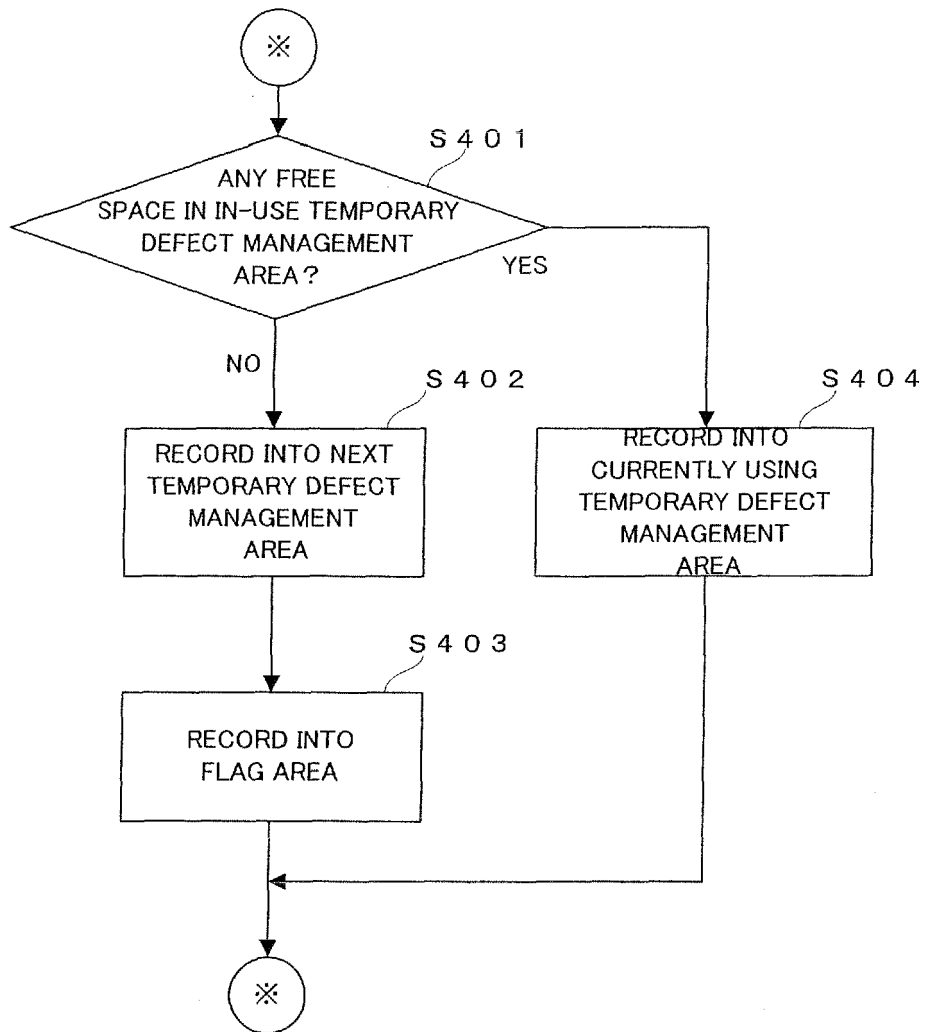 ※
S401
ANY FREE
SPACE IN IN-USE TEMPORARY
DEFECT MANAGEMENT
AREA?
YES
NO
S402
RECORD INTO NEXT
TEMPORARY DEFECT
MANAGEMENT
AREA
S404
RECORD INTO
CURRENTLY USING
TEMPORARY DEFECT
MANAGEMENT
AREA
S403
RECORD INTO
FLAG AREA
※